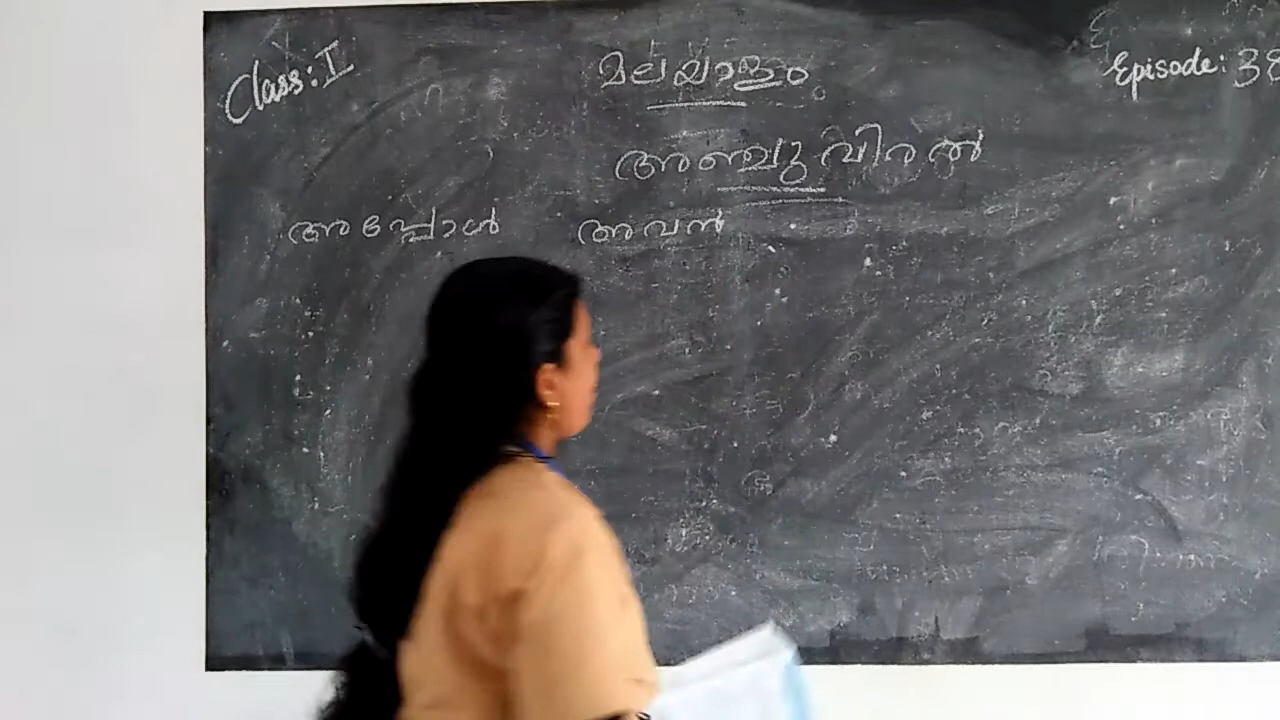 Class: I
മലയാളം
Episode: 38
അഞ്ചുവിരൽ
അപ്പോൾ അവൻ